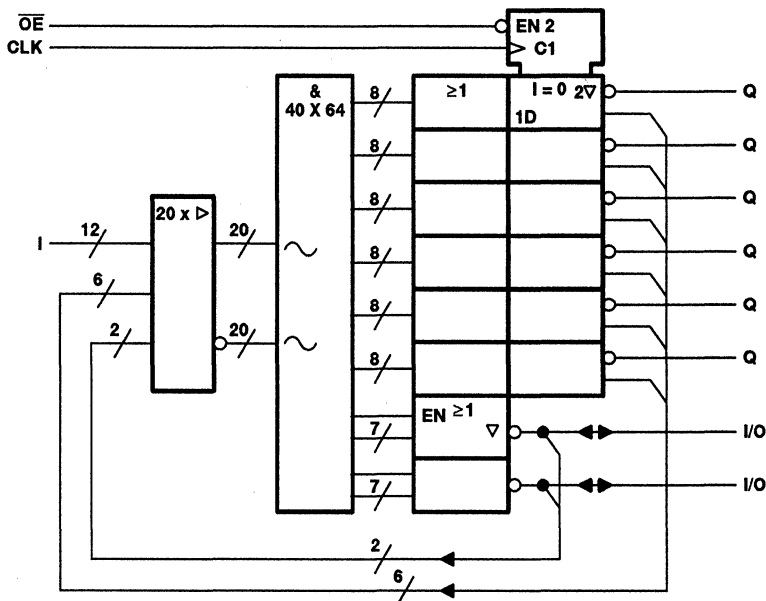 OE
EN 2
CLK
C1
&
40 X 64
8
≥1
I = 0
2▽
1D
Q
8
Q
8
Q
20 x ▷
I
12
20
8
Q
6
8
Q
2
20
8
Q
EN ≥1
7
▽
I/O
7
I/O
2
6